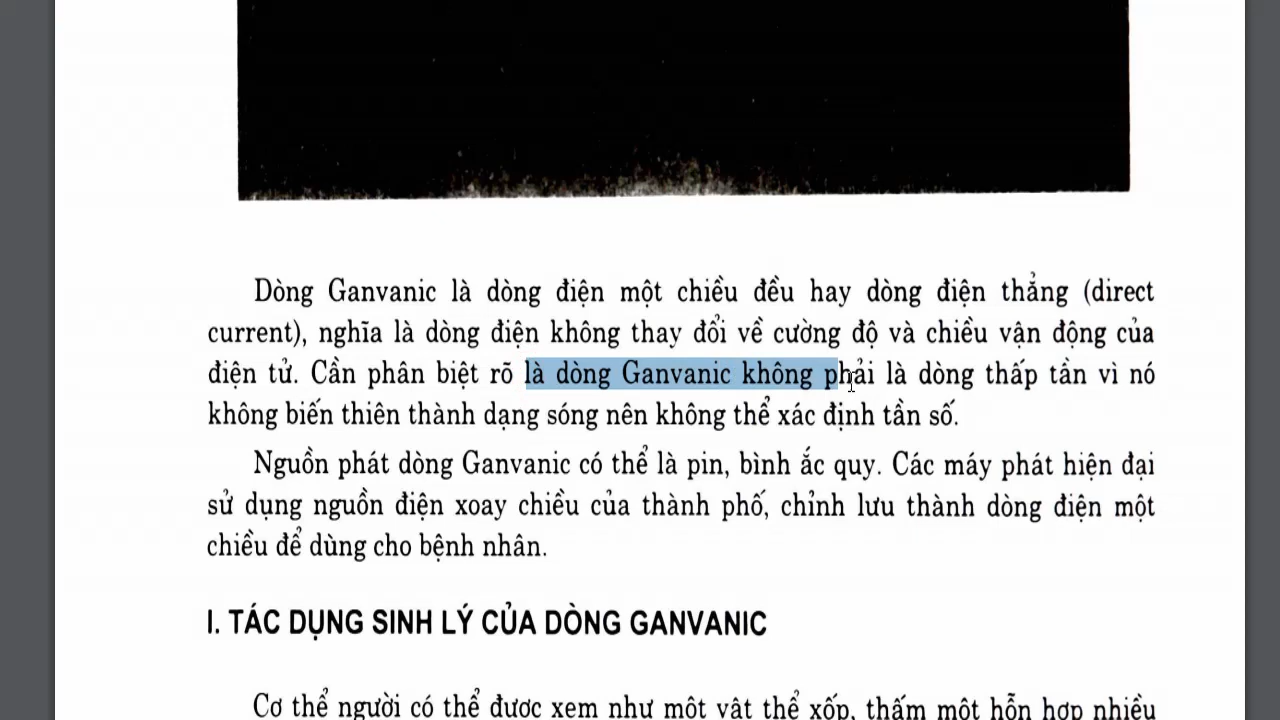 Dòng Ganvanic là dòng điện một chiều đều hay dòng điện thẳng (direct
current), nghĩa là dòng điện không thay đổi về cường độ và chiều vận động của
điện tử. Cần phân biệt rõ là dòng Ganvanic không phải là dòng thấp tần vì nó
không biến thiên thành dạng sóng nên không thể xác định tần số.
Nguồn phát dòng Ganvanic có thể là pin, bình ắc quy. Các máy phát hiện đại
sử dụng nguồn điện xoay chiều của thành phố, chỉnh lưu thành dòng điện một
chiều để dùng cho bệnh nhân.
I. TÁC DỤNG SINH LÝ CỦA DÒNG GANVANIC
Cơ thể người có thể được xem như một vật thể xốp, thấm một hỗn hợp nhiều